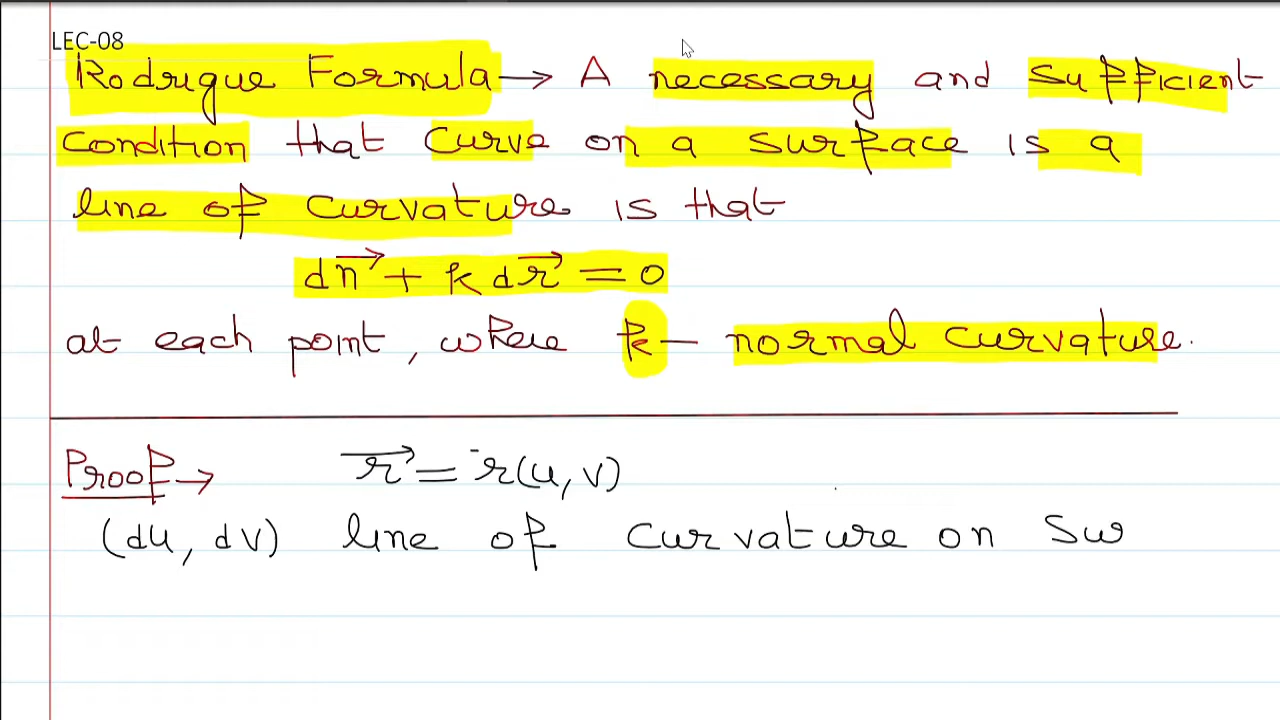 LEC-08
Rodrigue Formula → A necessary and sufficient
condition that curve on a surface is a
line of curvature is that
dn⃗ + k dr⃗ = 0
at each point, where k – normal curvature.
Proof → r⃗ = r(u, v)
(du, dv) line of curvature on Sur